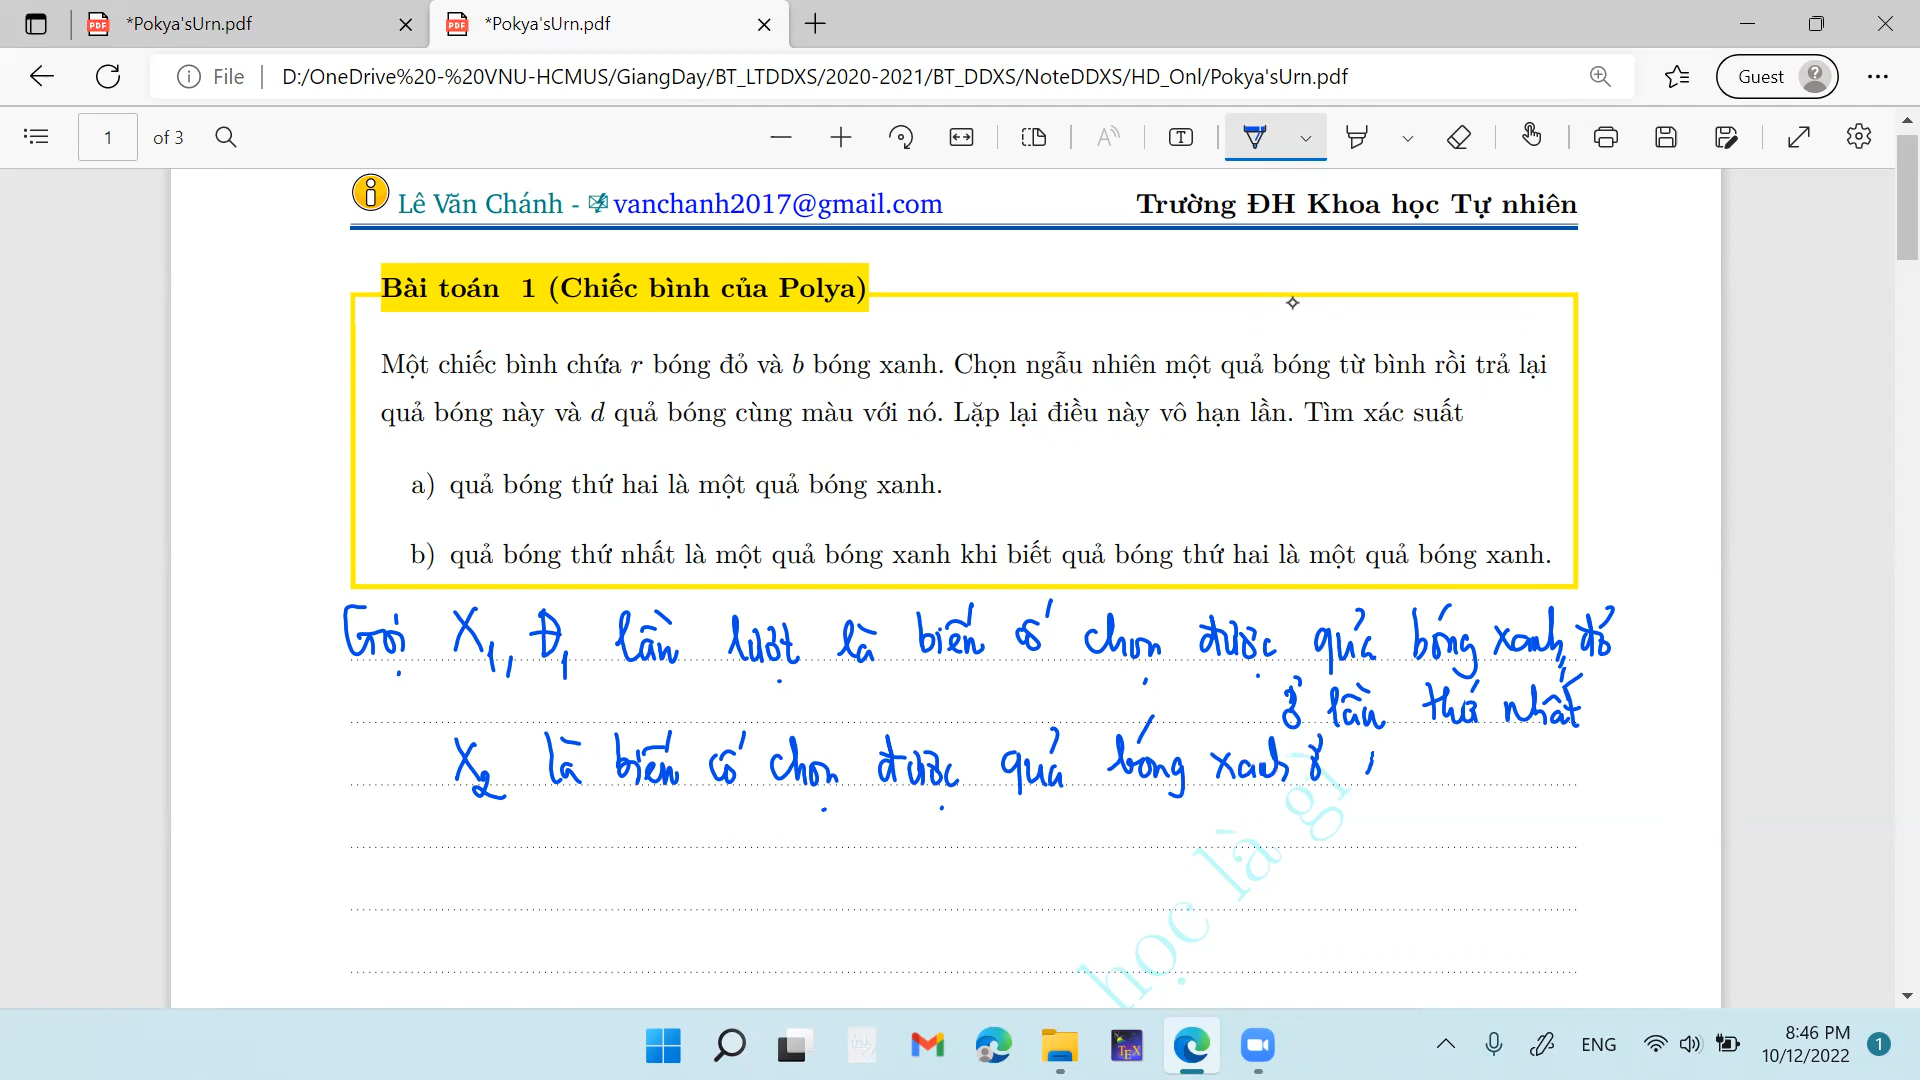 *Pokya'sUrn.pdf
*Pokya'sUrn.pdf
File
D:/OneDrive%20-%20VNU-HCMUS/GiangDay/BT_LTDDXS/2020-2021/BT_DDXS/NoteDDXS/HD_Onl/Pokya'sUrn.pdf
Guest
1 of 3
Lê Văn Chánh - vanchanh2017@gmail.com
Trường ĐH Khoa học Tự nhiên
Bài toán 1 (Chiếc bình của Polya)
Một chiếc bình chứa r bóng đỏ và b bóng xanh. Chọn ngẫu nhiên một quả bóng từ bình rồi trả lại
quả bóng này và d quả bóng cùng màu với nó. Lặp lại điều này vô hạn lần. Tìm xác suất
a) quả bóng thứ hai là một quả bóng xanh.
b) quả bóng thứ nhất là một quả bóng xanh khi biết quả bóng thứ hai là một quả bóng xanh.
Gọi X₁, Đ₁ lần lượt là biến cố chọn được quả bóng xanh, đỏ
ở lần thứ nhất
X₂ là biến cố chọn được quả bóng xanh ở
học là gì
ENG
8:46 PM
10/12/2022
1